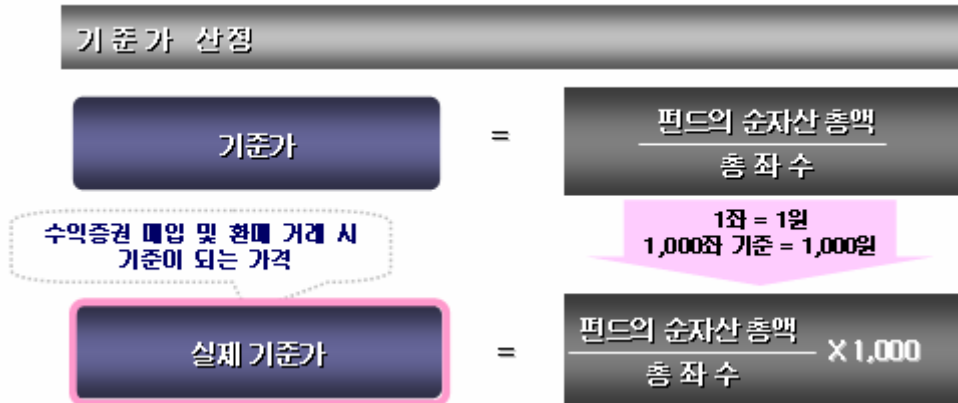 기준가 산정
기준가
=
펀드의 순자산 총액
총 좌 수
수익증권 매입 및 환매 거래 시
기준이 되는 가격
1좌 = 1원
1,000좌 기준 = 1,000원
실제 기준가
=
펀드의 순자산 총액
총 좌 수
X 1,000